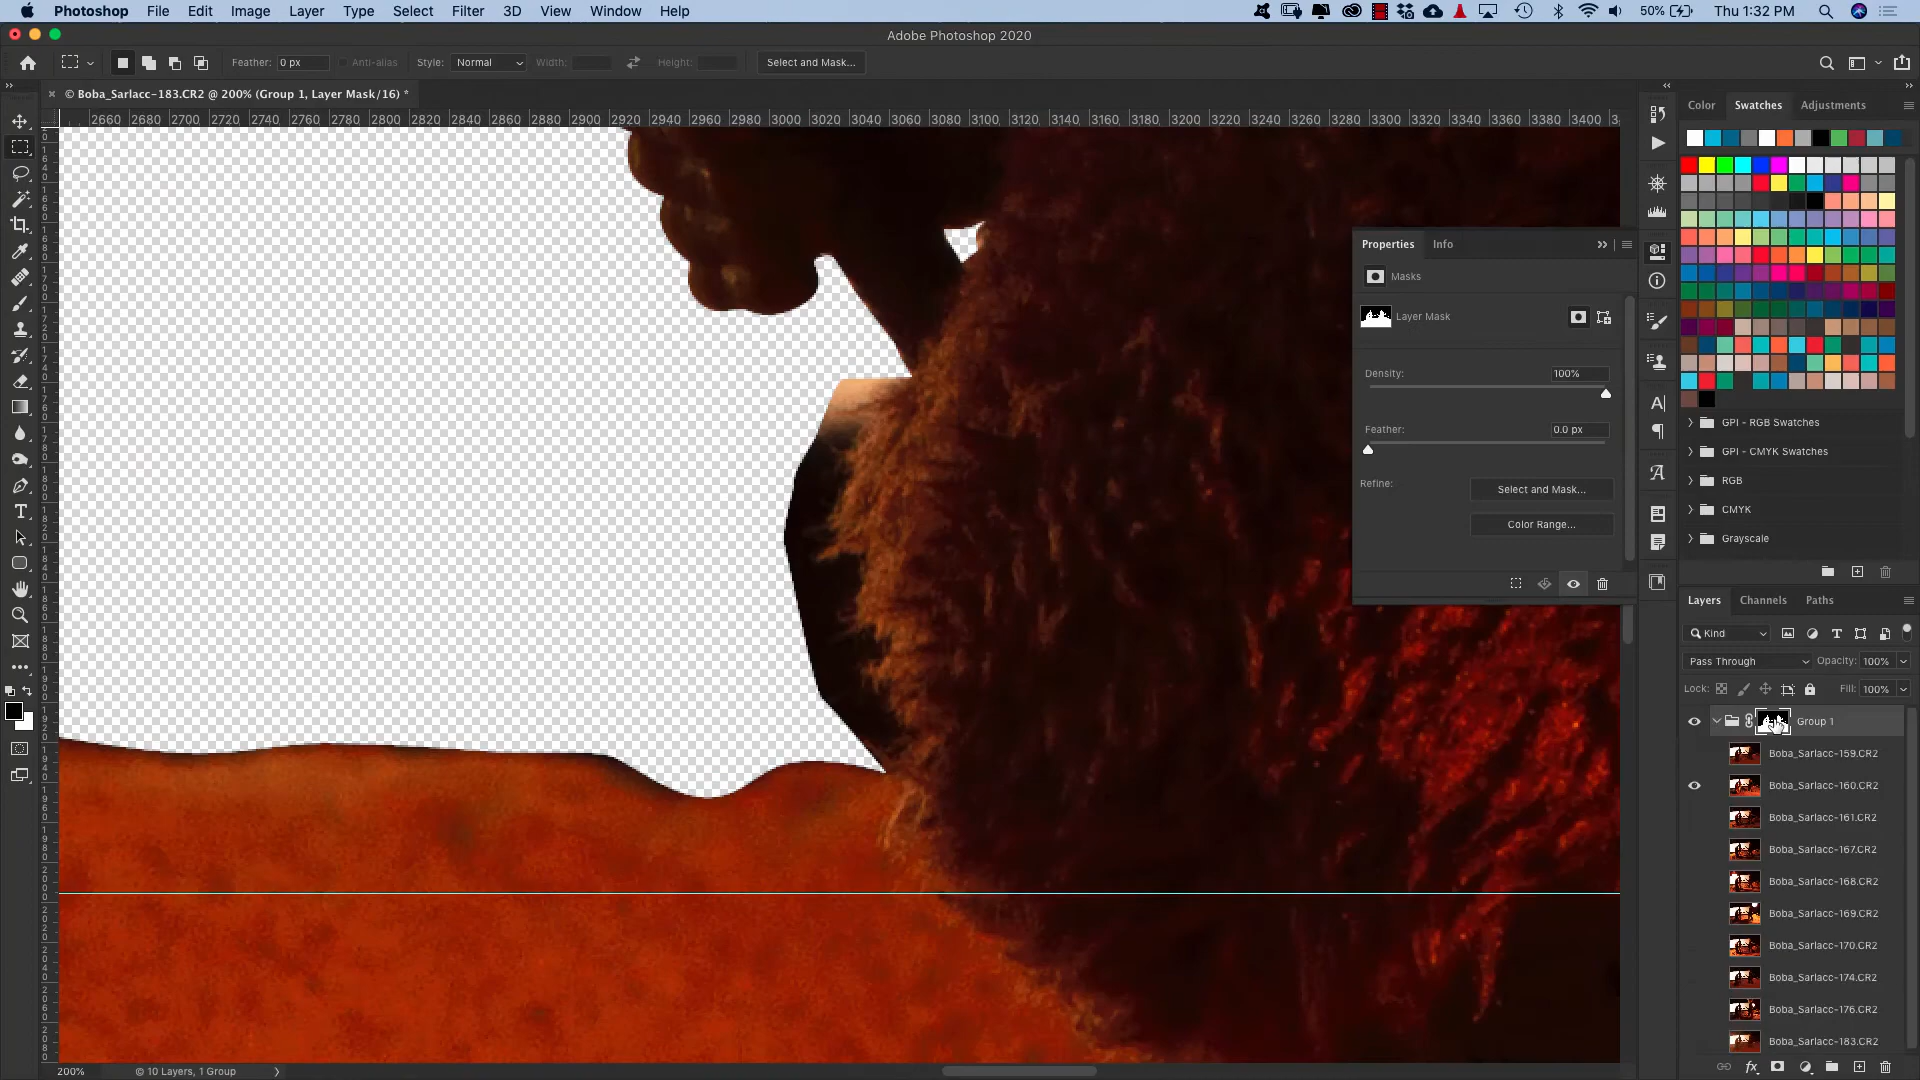 Photoshop File Edit Image Layer Type Select Filter 3D View Window Help 50% Thu 1:32 PM
Adobe Photoshop 2020
Feather: 0 px Anti-alias Style: Normal Width: Height: Select and Mask...
× © Boba_Sarlacc-183.CR2 @ 200% (Group 1, Layer Mask/16) *
Color Swatches Adjustments
2660 2680 2700 2720 2740 2760 2780 2800 2820 2840 2860 2880 2900 2920 2940 2960 2980 3000 3020 3040 3060 3080 3100 3120 3140 3160 3180 3200 3220 3240 3260 3280 3300 3320 3340 3360 3380 3400
Properties Info
Masks
Layer Mask
Density: 100%
Feather: 0.0 px
Refine: Select and Mask...
Color Range...
GPI - RGB Swatches
GPI - CMYK Swatches
RGB
CMYK
Grayscale
Layers Channels Paths
Kind
Pass Through Opacity: 100%
Lock: Fill: 100%
Group 1
Boba_Sarlacc-159.CR2
Boba_Sarlacc-160.CR2
Boba_Sarlacc-161.CR2
Boba_Sarlacc-167.CR2
Boba_Sarlacc-168.CR2
Boba_Sarlacc-169.CR2
Boba_Sarlacc-170.CR2
Boba_Sarlacc-174.CR2
Boba_Sarlacc-176.CR2
Boba_Sarlacc-183.CR2
200% © 10 Layers, 1 Group